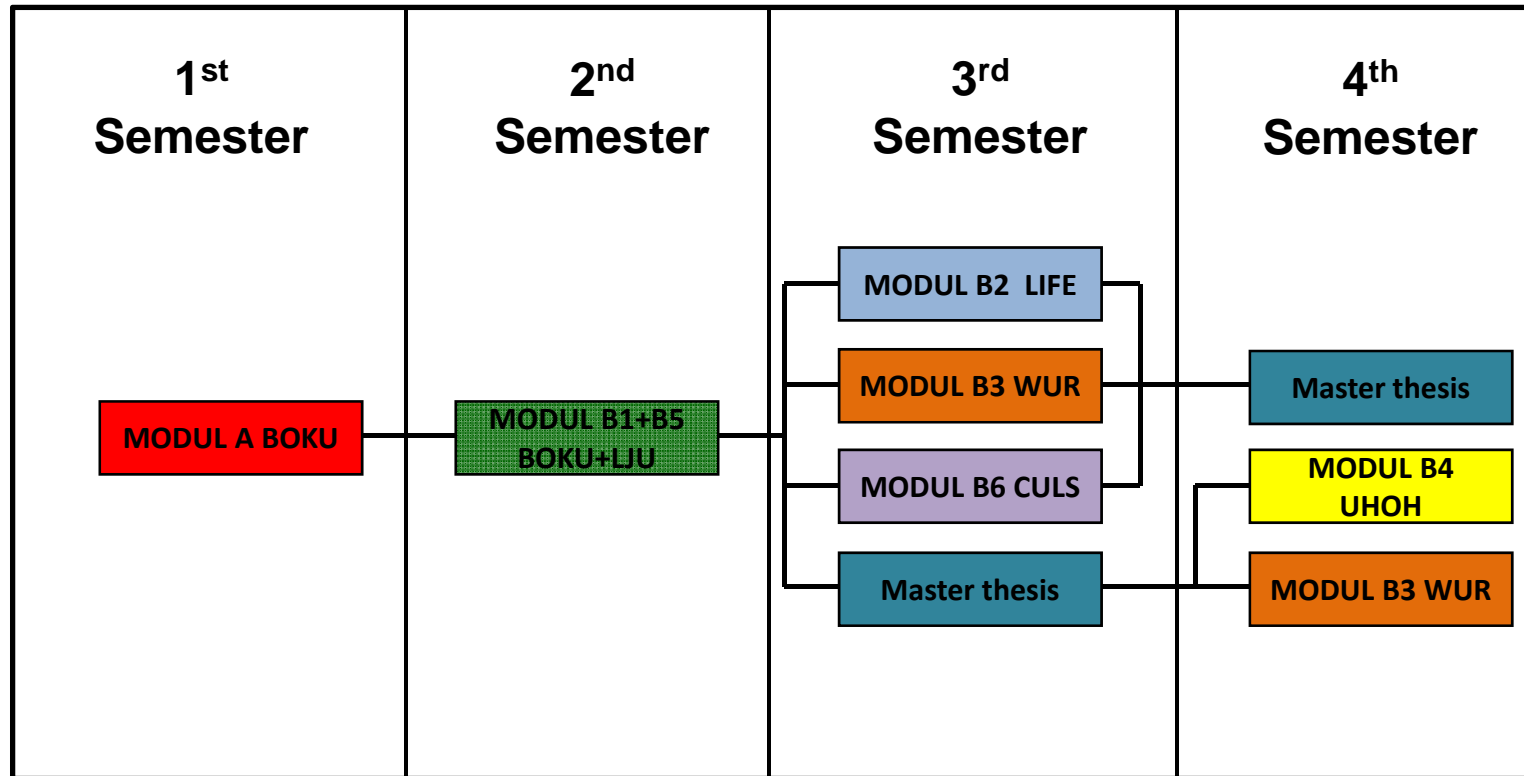 1st
Semester
2nd
Semester
3rd
Semester
4th
Semester
MODUL A BOKU
MODUL B1+B5
BOKU+LJU
MODUL B2 LIFE
MODUL B3 WUR
MODUL B6 CULS
Master thesis
Master thesis
MODUL B4
UHOH
MODUL B3 WUR